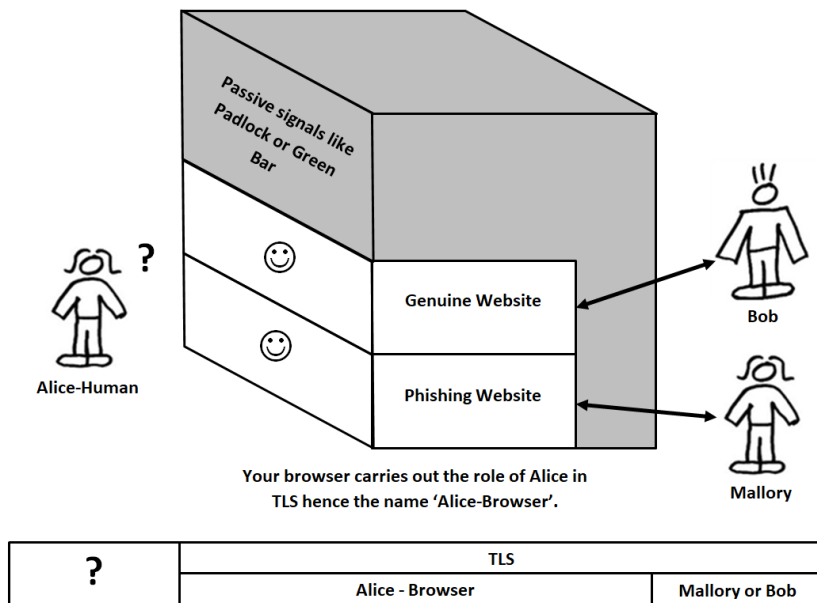 Passive signals like
Padlock or Green
Bar
?
Genuine Website
Bob
Alice-Human
Phishing Website
Mallory
Your browser carries out the role of Alice in
TLS hence the name ‘Alice-Browser’.
?
TLS
Alice - Browser
Mallory or Bob